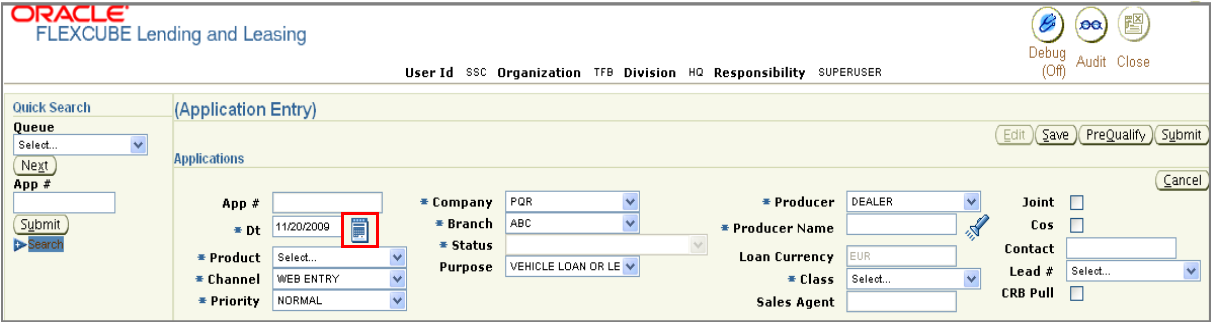 ORACLE'
FLEXCUBE Lending and Leasing
Debug
(Off)
Audit
Close
User Id SSC Organization TFB Division HQ Responsibility SUPERUSER
Quick Search
Queue
Select...
Next
App #
Submit
Search
(Application Entry)
Edit Save PreQualify Submit
Applications
Cancel
App #
* Dt 11/20/2009
* Product Select...
* Channel WEB ENTRY
* Priority NORMAL
* Company PQR
* Branch ABC
* Status
Purpose VEHICLE LOAN OR LE
* Producer DEALER
* Producer Name
Loan Currency EUR
* Class Select...
Sales Agent
Joint
Cos
Contact
Lead # Select...
CRB Pull